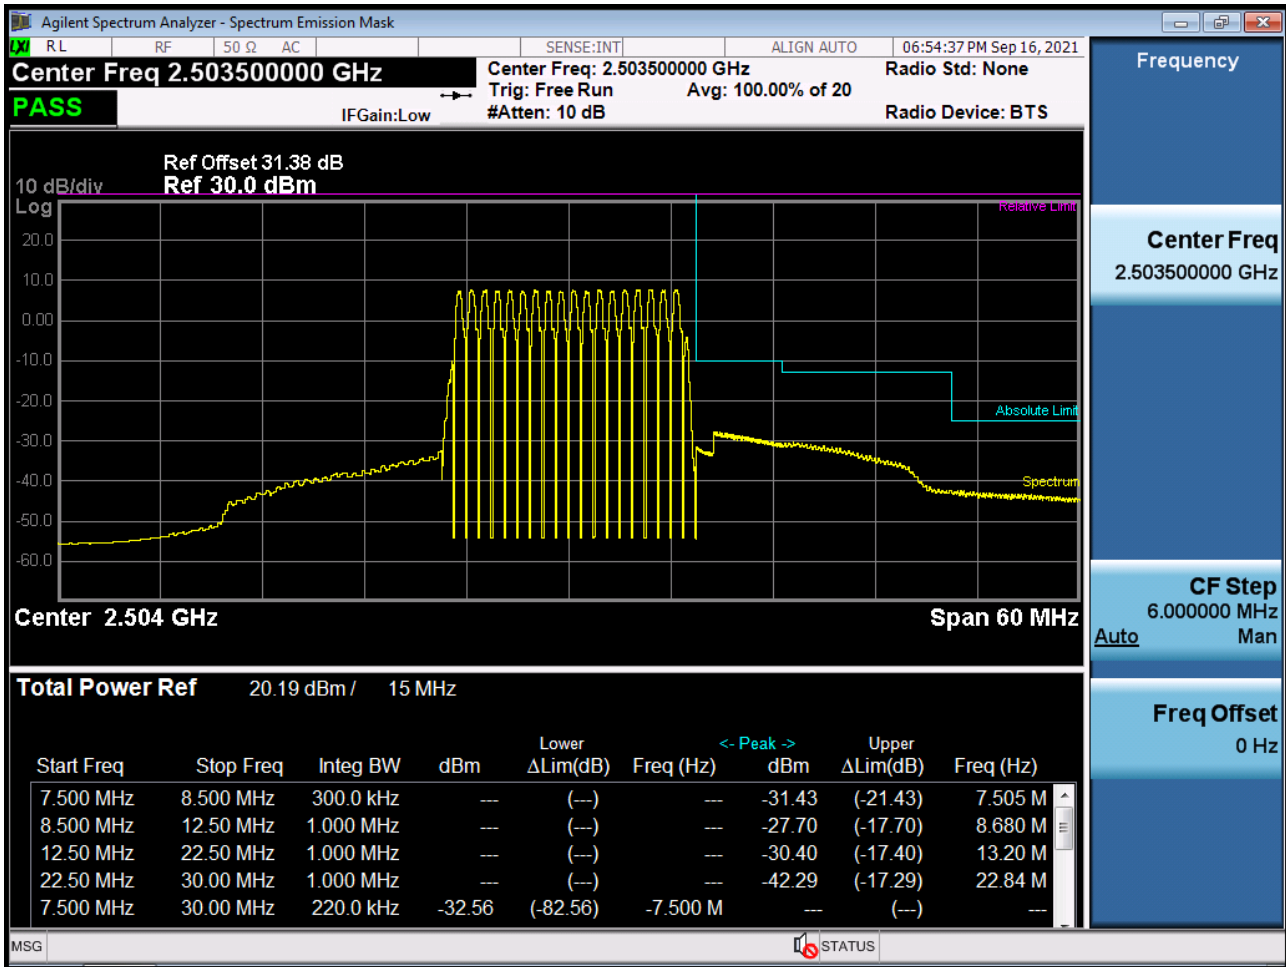 Agilent Spectrum Analyzer - Spectrum Emission Mask
LXI RL RF 50 Ω AC SENSE:INT ALIGN AUTO 06:54:37 PM Sep 16, 2021
Center Freq 2.503500000 GHz
Center Freq: 2.503500000 GHz Radio Std: None
Trig: Free Run Avg: 100.00% of 20
PASS
IFGain:Low #Atten: 10 dB Radio Device: BTS
Ref Offset 31.38 dB
10 dB/div Ref 30.0 dBm
Log
Relative Limit
20.0
10.0
0.00
-10.0
-20.0
Absolute Limit
-30.0
-40.0
Spectrum
-50.0
-60.0
Center 2.504 GHz Span 60 MHz
Total Power Ref 20.19 dBm / 15 MHz
Lower <- Peak -> Upper
Start Freq Stop Freq Integ BW dBm ΔLim(dB) Freq (Hz) dBm ΔLim(dB) Freq (Hz)
7.500 MHz 8.500 MHz 300.0 kHz --- (---) --- -31.43 (-21.43) 7.505 M
8.500 MHz 12.50 MHz 1.000 MHz --- (---) --- -27.70 (-17.70) 8.680 M
12.50 MHz 22.50 MHz 1.000 MHz --- (---) --- -30.40 (-17.40) 13.20 M
22.50 MHz 30.00 MHz 1.000 MHz --- (---) --- -42.29 (-17.29) 22.84 M
7.500 MHz 30.00 MHz 220.0 kHz -32.56 (-82.56) -7.500 M --- (---) ---
MSG STATUS
Frequency
Center Freq
2.503500000 GHz
CF Step
6.000000 MHz
Auto Man
Freq Offset
0 Hz